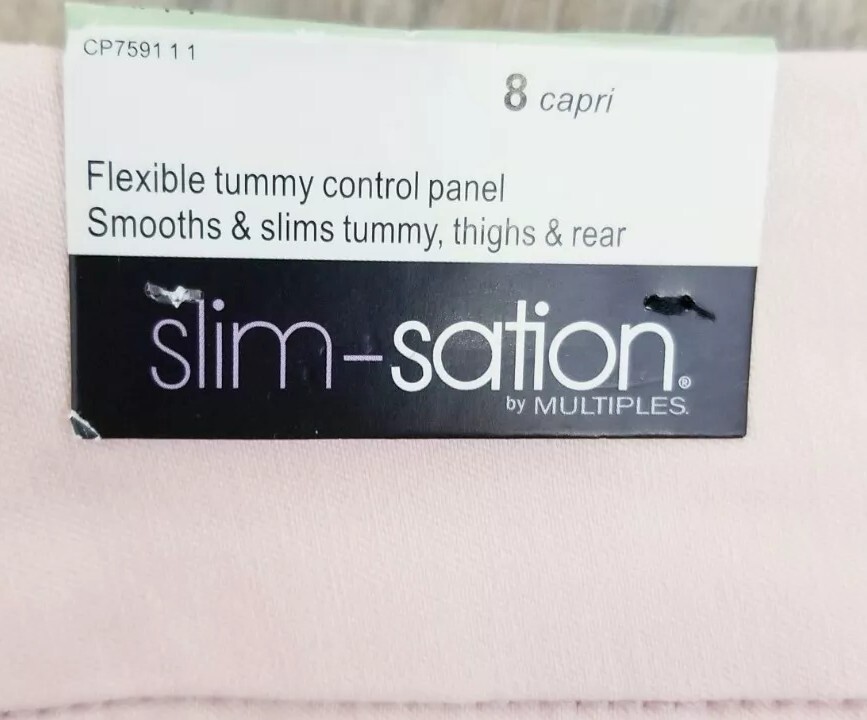 CP7591 1 1
8 capri
Flexible tummy control panel
Smooths & slims tummy, thighs & rear
slim-sation®
by MULTIPLES.